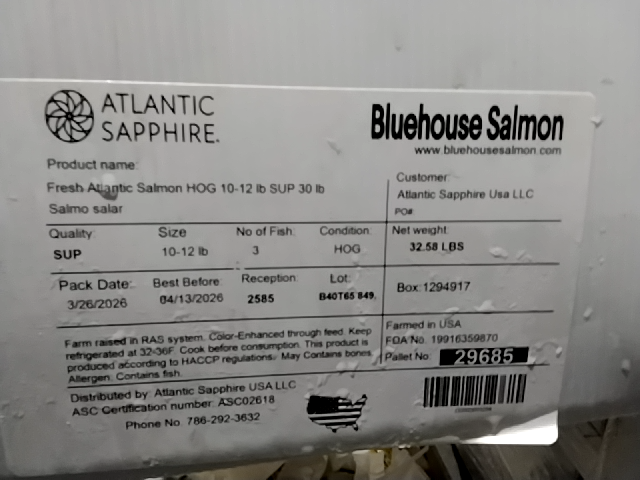 ATLANTIC
SAPPHIRE.
Bluehouse Salmon
www.bluehousesalmon.com
Product name:
Fresh Atlantic Salmon HOG 10-12 lb SUP 30 lb
Salmo salar
Customer:
Atlantic Sapphire Usa LLC
PO#
Quality: Size No of Fish: Condition:
SUP 10-12 lb 3 HOG
Net weight:
32.58 LBS
Pack Date: Best Before: Reception: Lot:
3/26/2026 04/13/2026 2585 B40T65 849,
Box: 1294917
Farm raised in RAS system. Color-Enhanced through feed. Keep
refrigerated at 32-36F. Cook before consumption. This product is
produced according to HACCP regulations. May Contains bones
Allergen: Contains fish.
Farmed in USA
FDA No. 19916359870
Pallet No: 29685
Distributed by: Atlantic Sapphire USA LLC
ASC Certification number: ASC02618
Phone No: 786-292-3632